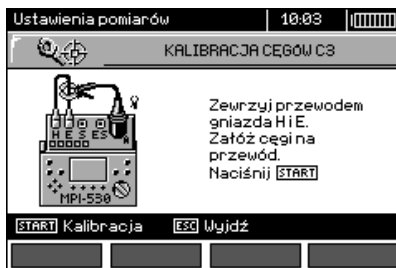 Ustawienia pomiarów 10:03
KALIBRACJA CĘGÓW C3
Zewrzyj przewodem
gniazda H i E.
Załóż cęgi na
przewód.
Naciśnij START
H E S ES
MPI-530
START Kalibracja ESC Wyjdź